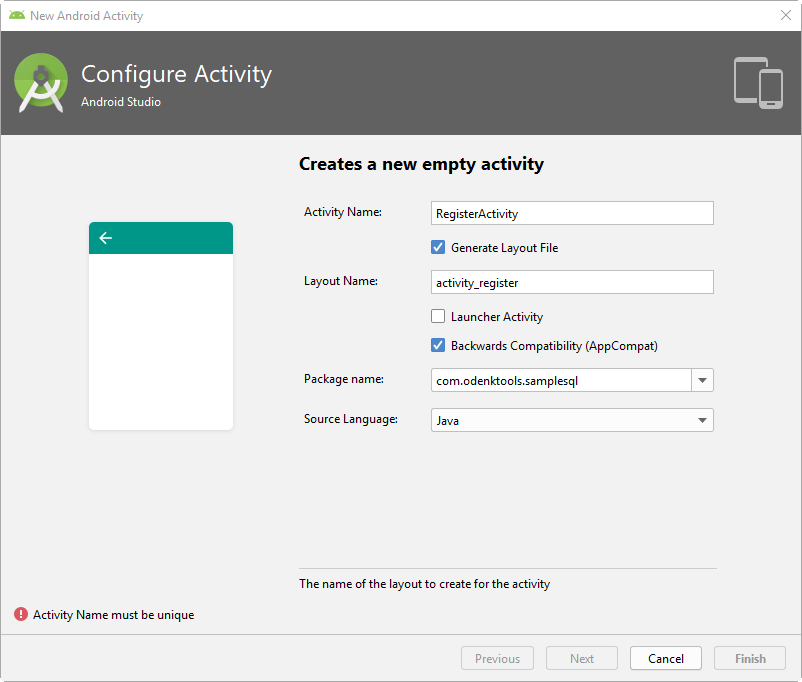 New Android Activity
Configure Activity
Android Studio
Creates a new empty activity
Activity Name: RegisterActivity
Generate Layout File
Layout Name: activity_register
Launcher Activity
Backwards Compatibility (AppCompat)
Package name: com.odenktools.samplesql
Source Language: Java
The name of the layout to create for the activity
Activity Name must be unique
Previous Next Cancel Finish